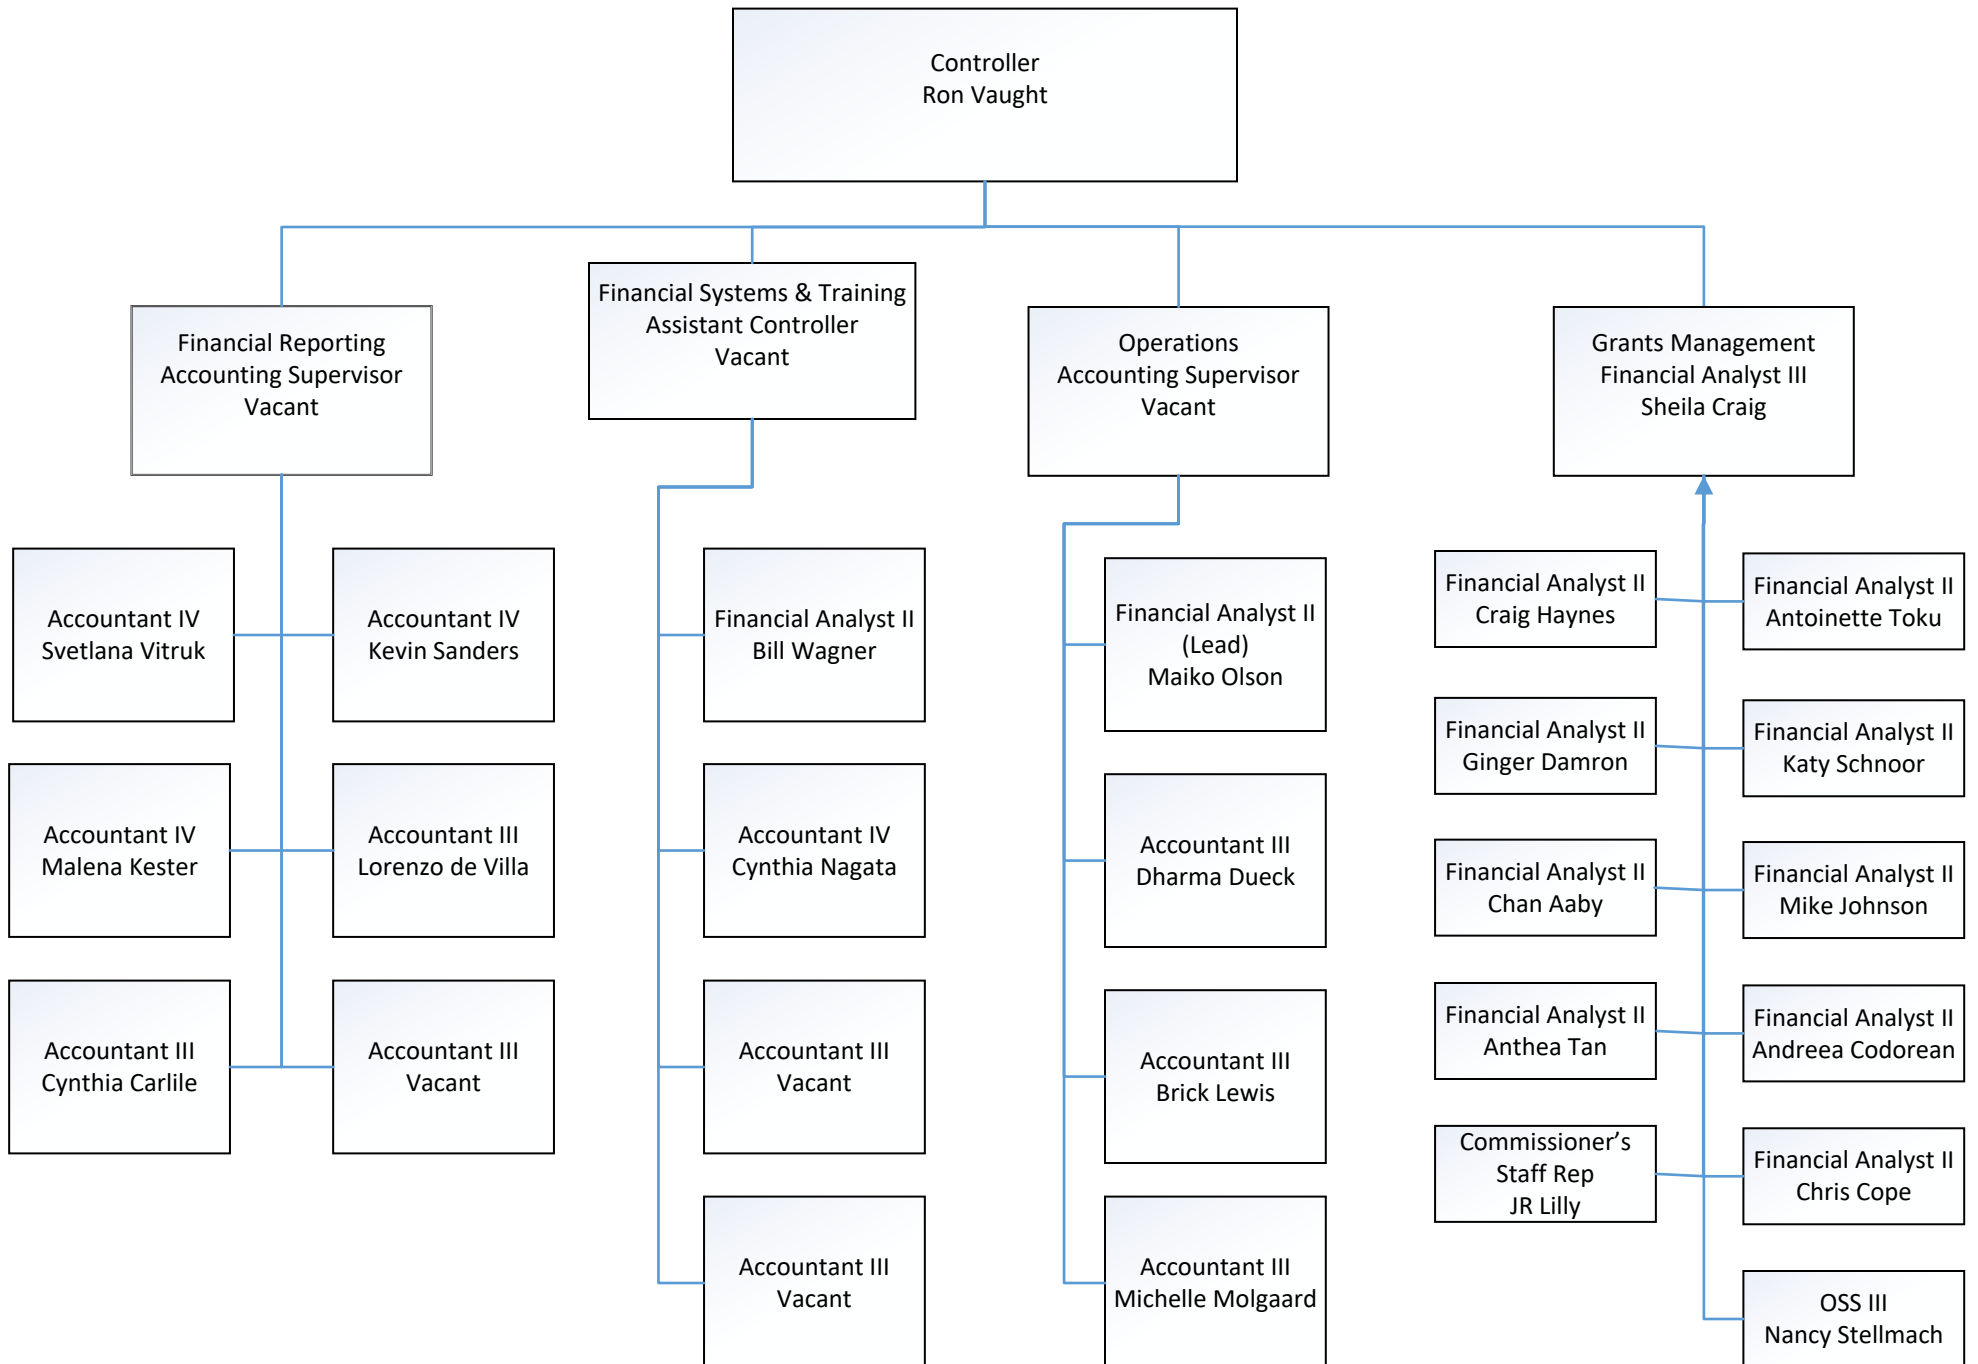 Controller
Ron Vaught
Financial Reporting
Accounting Supervisor
Vacant
Financial Systems & Training
Assistant Controller
Vacant
Operations
Accounting Supervisor
Vacant
Grants Management
Financial Analyst III
Sheila Craig
Accountant IV
Svetlana Vitruk
Accountant IV
Kevin Sanders
Accountant IV
Malena Kester
Accountant III
Lorenzo de Villa
Accountant III
Cynthia Carlile
Accountant III
Vacant
Financial Analyst II
Bill Wagner
Accountant IV
Cynthia Nagata
Accountant III
Vacant
Accountant III
Vacant
Financial Analyst II
(Lead)
Maiko Olson
Accountant III
Dharma Dueck
Accountant III
Brick Lewis
Accountant III
Michelle Molgaard
Financial Analyst II
Craig Haynes
Financial Analyst II
Antoinette Toku
Financial Analyst II
Ginger Damron
Financial Analyst II
Katy Schnoor
Financial Analyst II
Chan Aaby
Financial Analyst II
Mike Johnson
Financial Analyst II
Anthea Tan
Financial Analyst II
Andreea Codorean
Commissioner’s
Staff Rep
JR Lilly
Financial Analyst II
Chris Cope
OSS III
Nancy Stellmach